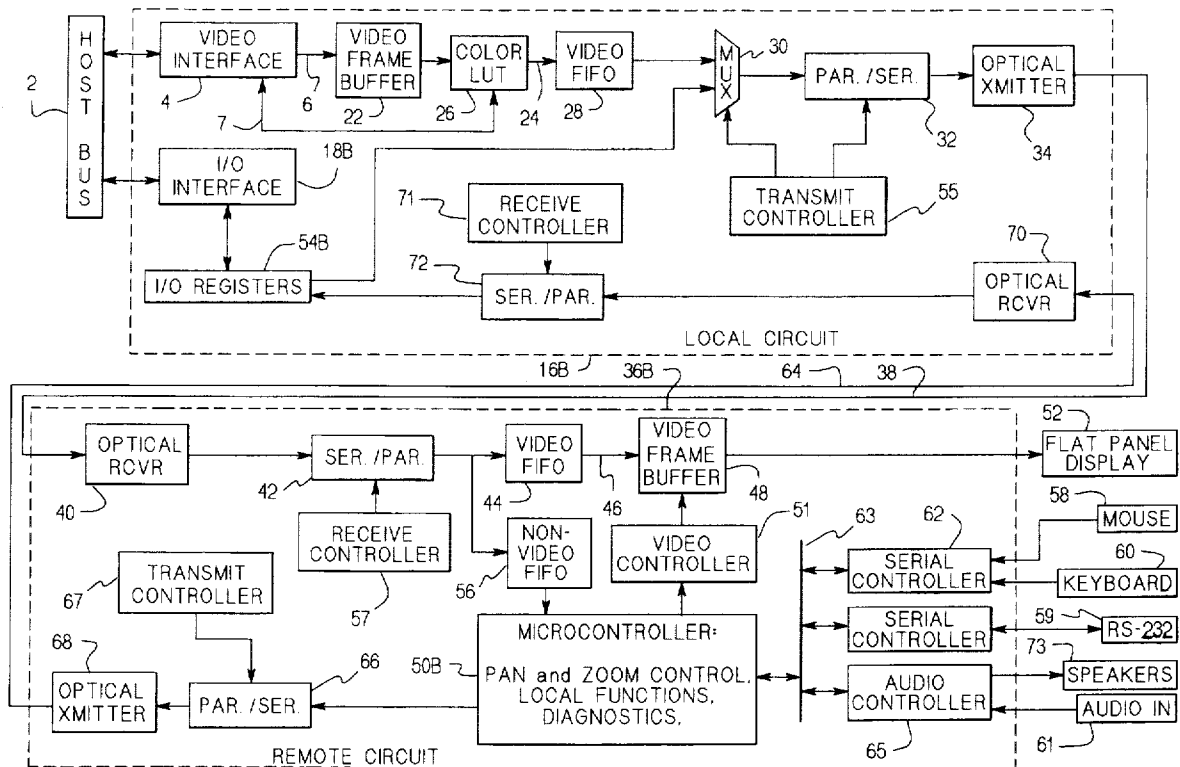 HOST BUS
2
VIDEO
INTERFACE
4
6
7
VIDEO
FRAME
BUFFER
22
COLOR
LUT
26
24
VIDEO
FIFO
28
MUX
30
PAR./SER.
32
OPTICAL
XMITTER
34
I/O
INTERFACE
18B
54B
I/O REGISTERS
71
RECEIVE
CONTROLLER
72
SER./PAR.
TRANSMIT
CONTROLLER
55
70
OPTICAL
RCVR
LOCAL CIRCUIT
16B
36B
64
38
OPTICAL
RCVR
40
SER./PAR.
42
VIDEO
FIFO
44
46
VIDEO
FRAME
BUFFER
48
52
FLAT PANEL
DISPLAY
58
MOUSE
60
KEYBOARD
59
RS-232
73
SPEAKERS
AUDIO IN
61
RECEIVE
CONTROLLER
57
NON-
VIDEO
FIFO
56
VIDEO
CONTROLLER
51
63
62
SERIAL
CONTROLLER
SERIAL
CONTROLLER
AUDIO
CONTROLLER
65
TRANSMIT
CONTROLLER
67
68
OPTICAL
XMITTER
66
PAR./SER.
50B
MICROCONTROLLER:
PAN and ZOOM CONTROL,
LOCAL FUNCTIONS,
DIAGNOSTICS,
REMOTE CIRCUIT